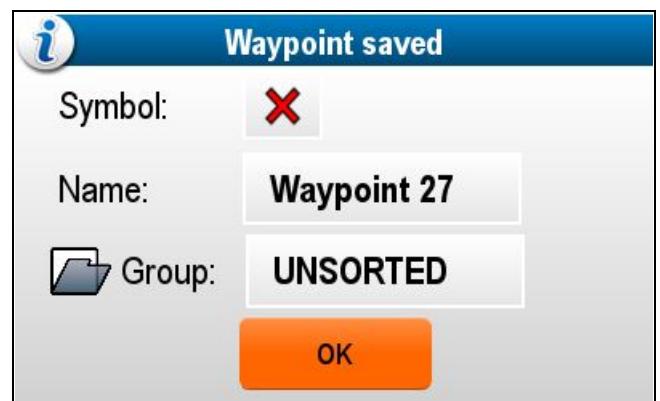 Waypoint saved
Symbol:
Name: Waypoint 27
Group: UNSORTED
OK